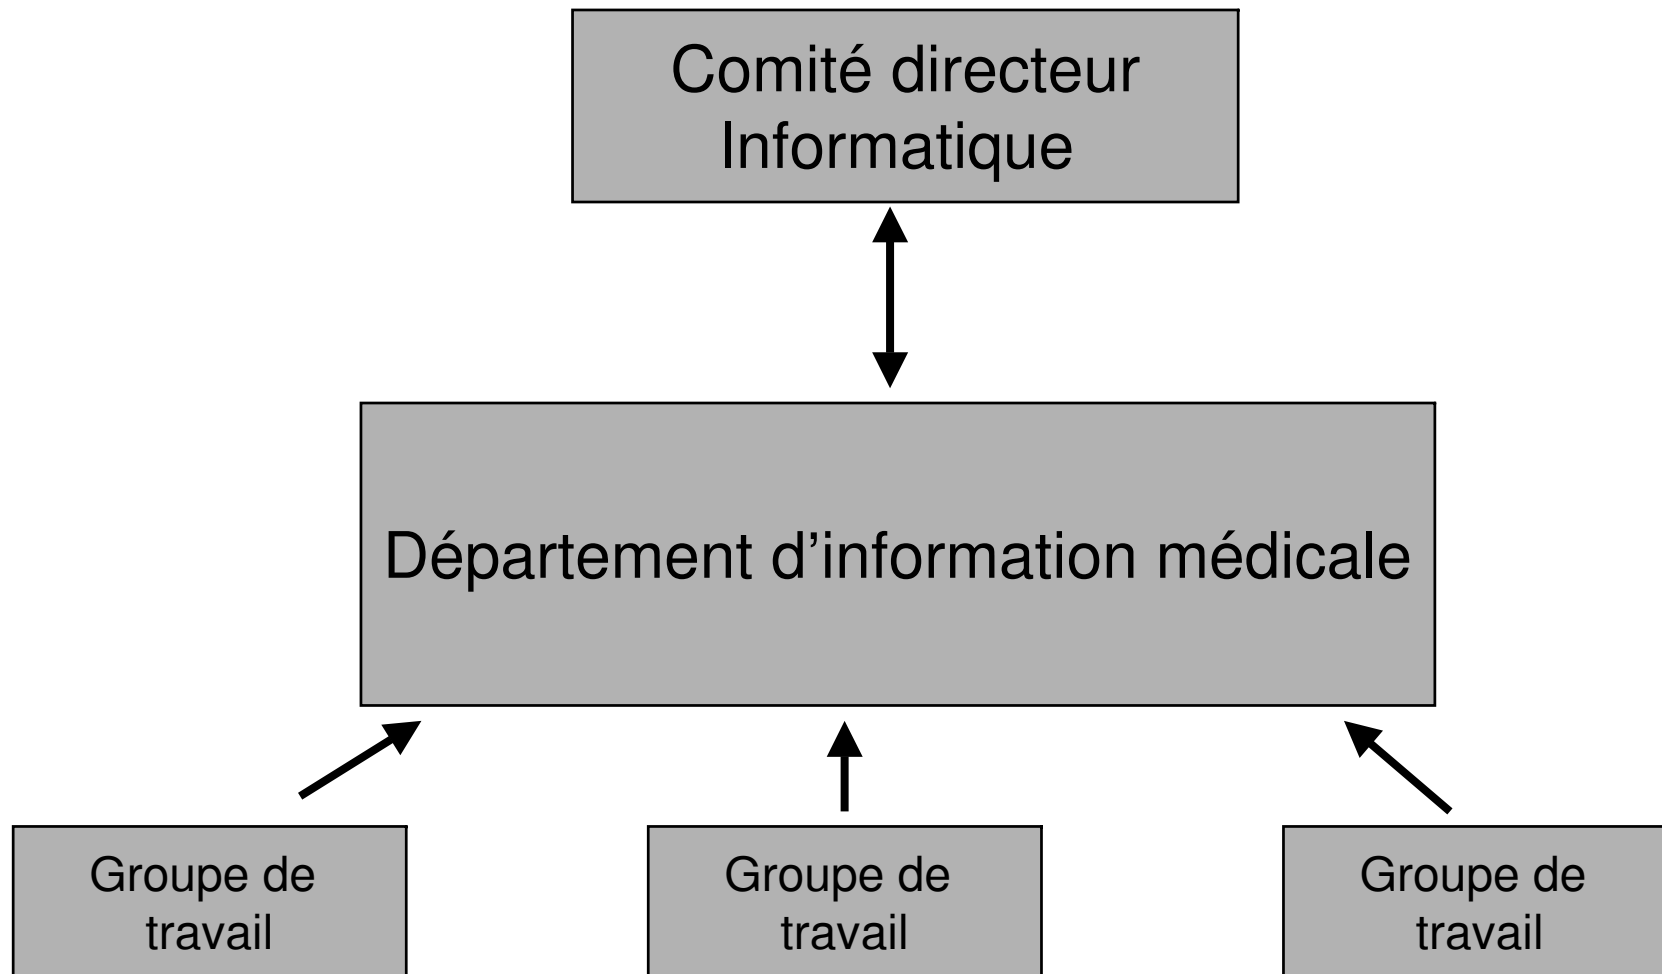 Comité directeur
Informatique
Département d’information médicale
Groupe de
travail
Groupe de
travail
Groupe de
travail